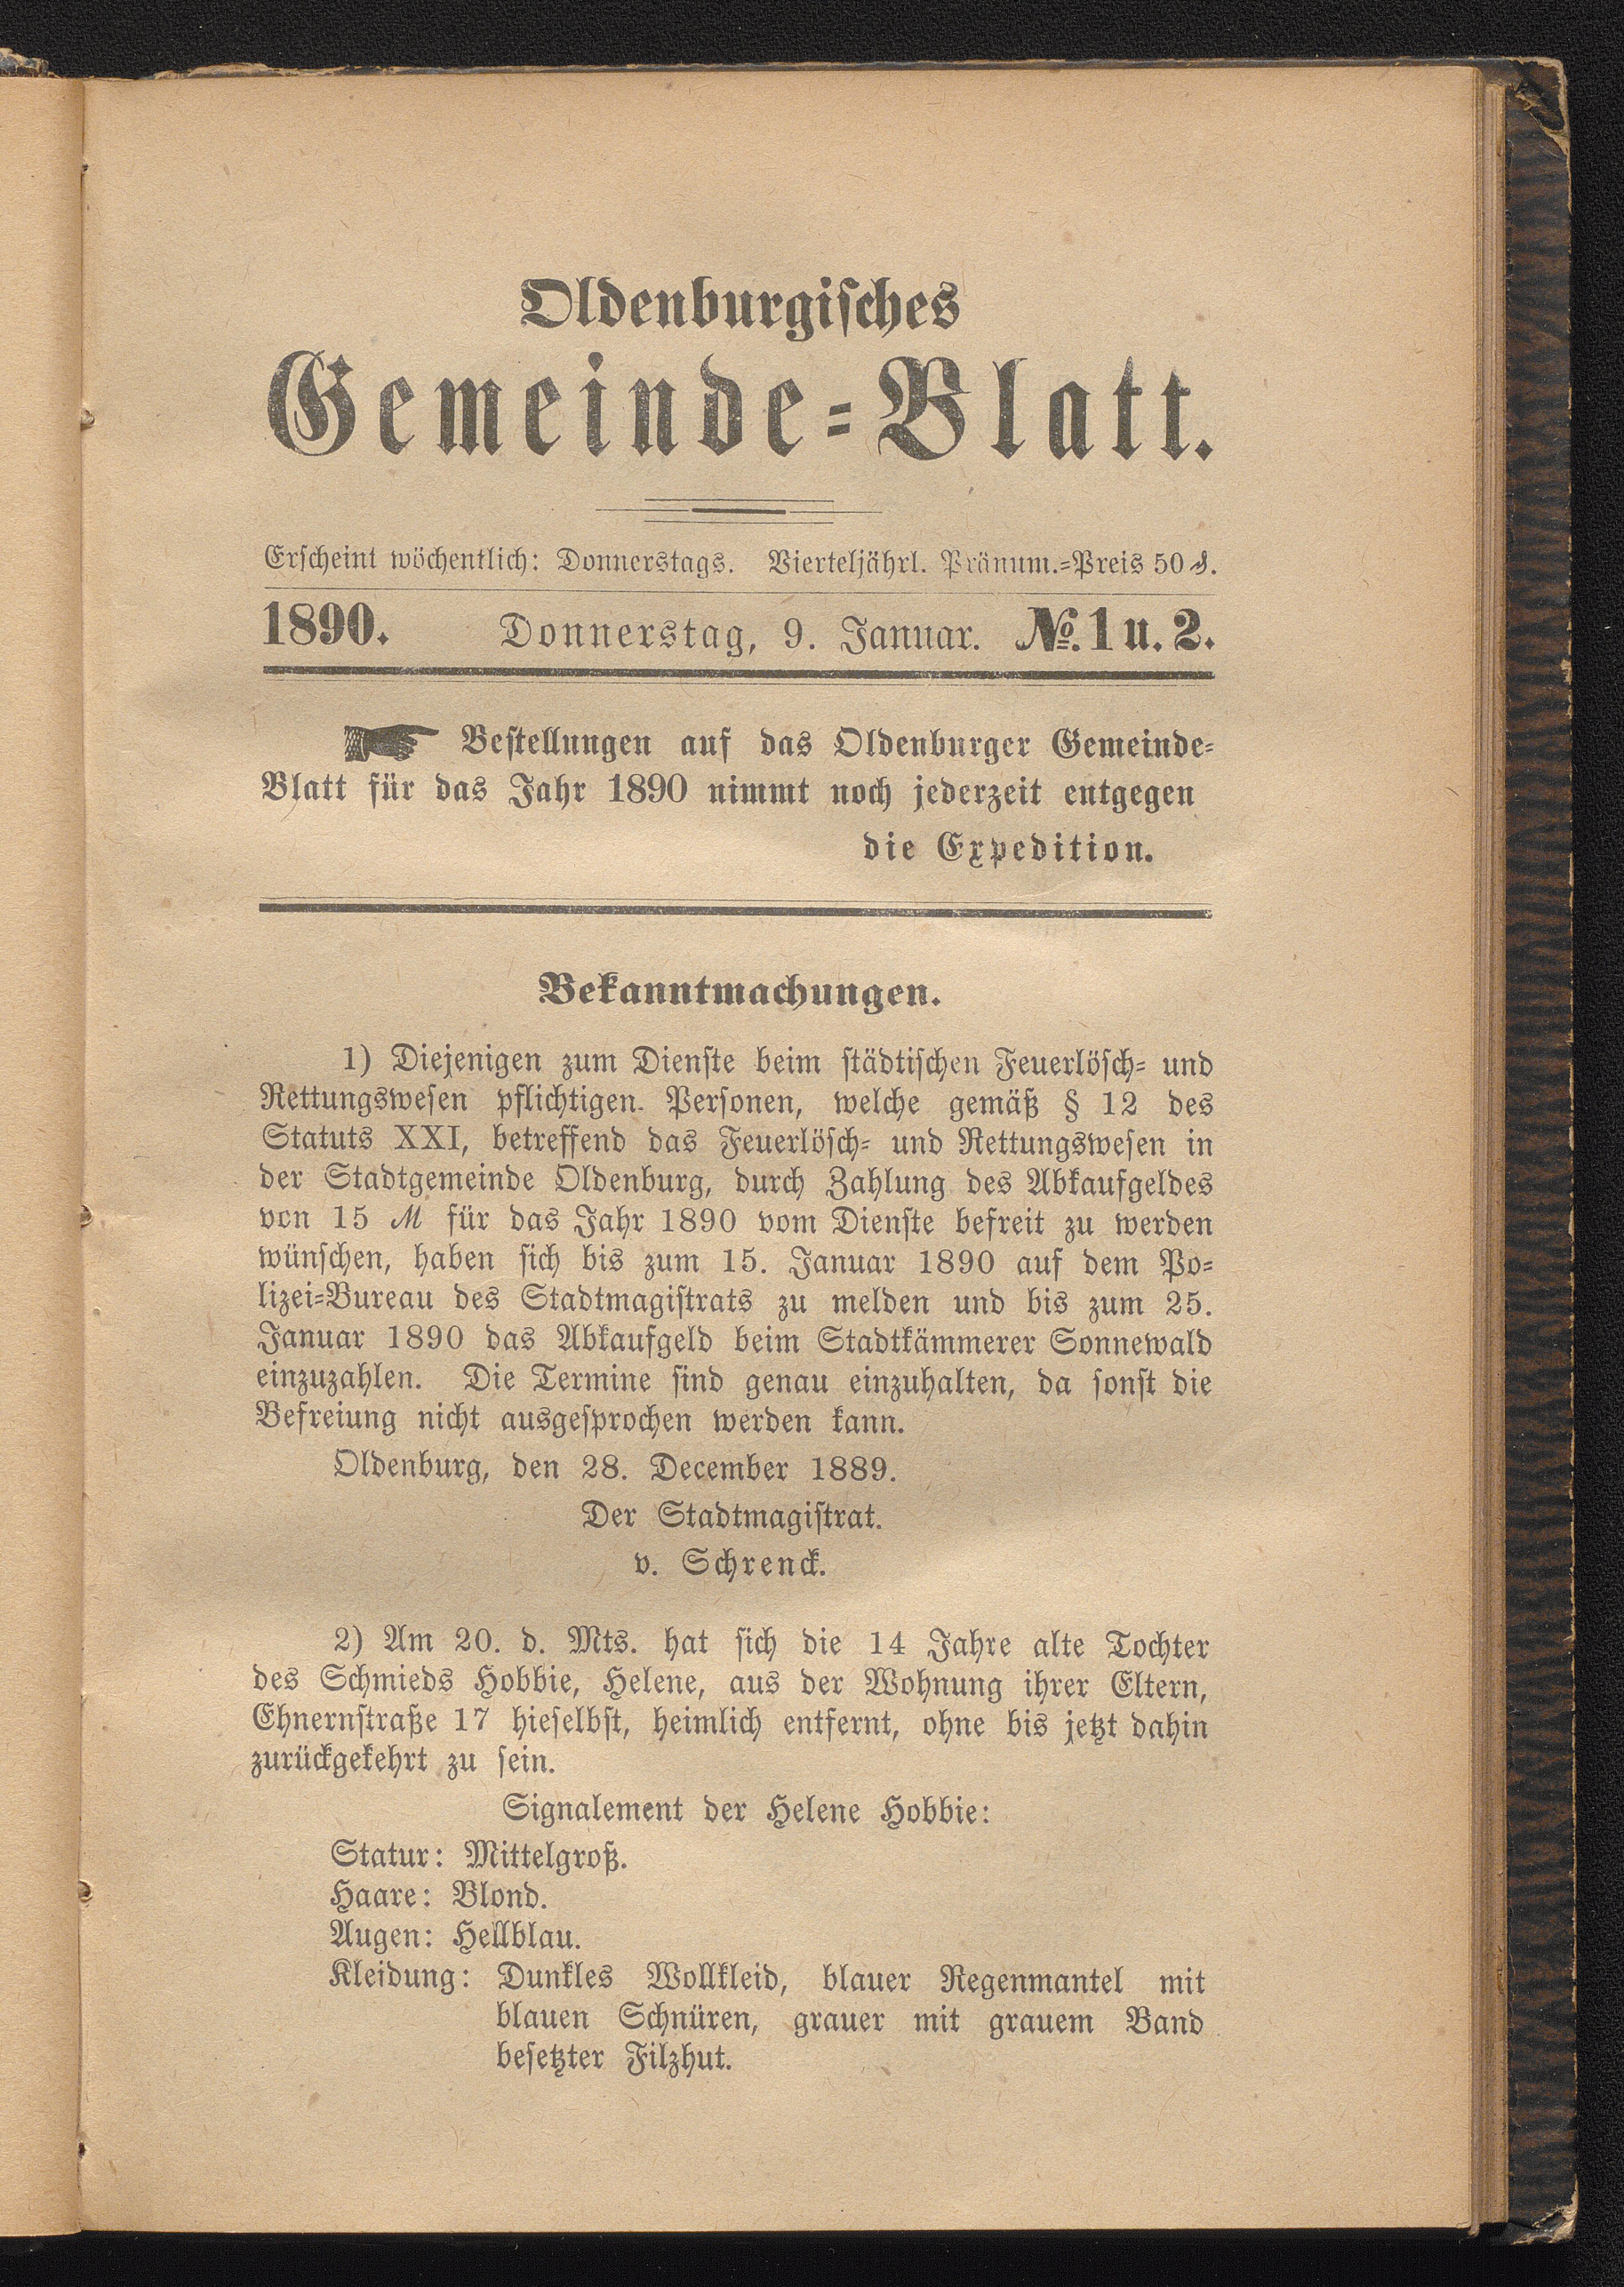 Oldenburgisches
Gemeinde-Blatt.
Erscheint wöchentlich: Donnerstags. Vierteljährl. Pränum.-Preis 50 ₰.
1890. Donnerstag, 9. Januar. №. 1 u. 2.
☛ Bestellungen auf das Oldenburger Gemeinde-
Blatt für das Jahr 1890 nimmt noch jederzeit entgegen
die Expedition.
Bekanntmachungen.
1) Diejenigen zum Dienste beim städtischen Feuerlösch- und
Rettungswesen pflichtigen. Personen, welche gemäß § 12 des
Statuts XXI, betreffend das Feuerlösch- und Rettungswesen in
der Stadtgemeinde Oldenburg, durch Zahlung des Abkaufgeldes
von 15 ℳ für das Jahr 1890 vom Dienste befreit zu werden
wünschen, haben sich bis zum 15. Januar 1890 auf dem Po-
lizei-Bureau des Stadtmagistrats zu melden und bis zum 25.
Januar 1890 das Abkaufgeld beim Stadtkämmerer Sonnewald
einzuzahlen. Die Termine sind genau einzuhalten, da sonst die
Befreiung nicht ausgesprochen werden kann.
Oldenburg, den 28. December 1889.
Der Stadtmagistrat.
v. Schrenck.
2) Am 20. d. Mts. hat sich die 14 Jahre alte Tochter
des Schmieds Hobbie, Helene, aus der Wohnung ihrer Eltern,
Ehnernstraße 17 hieselbst, heimlich entfernt, ohne bis jetzt dahin
zurückgekehrt zu sein.
Signalement der Helene Hobbie:
Statur: Mittelgroß.
Haare: Blond.
Augen: Hellblau.
Kleidung: Dunkles Wollkleid, blauer Regenmantel mit
blauen Schnüren, grauer mit grauem Band
besetzter Filzhut.